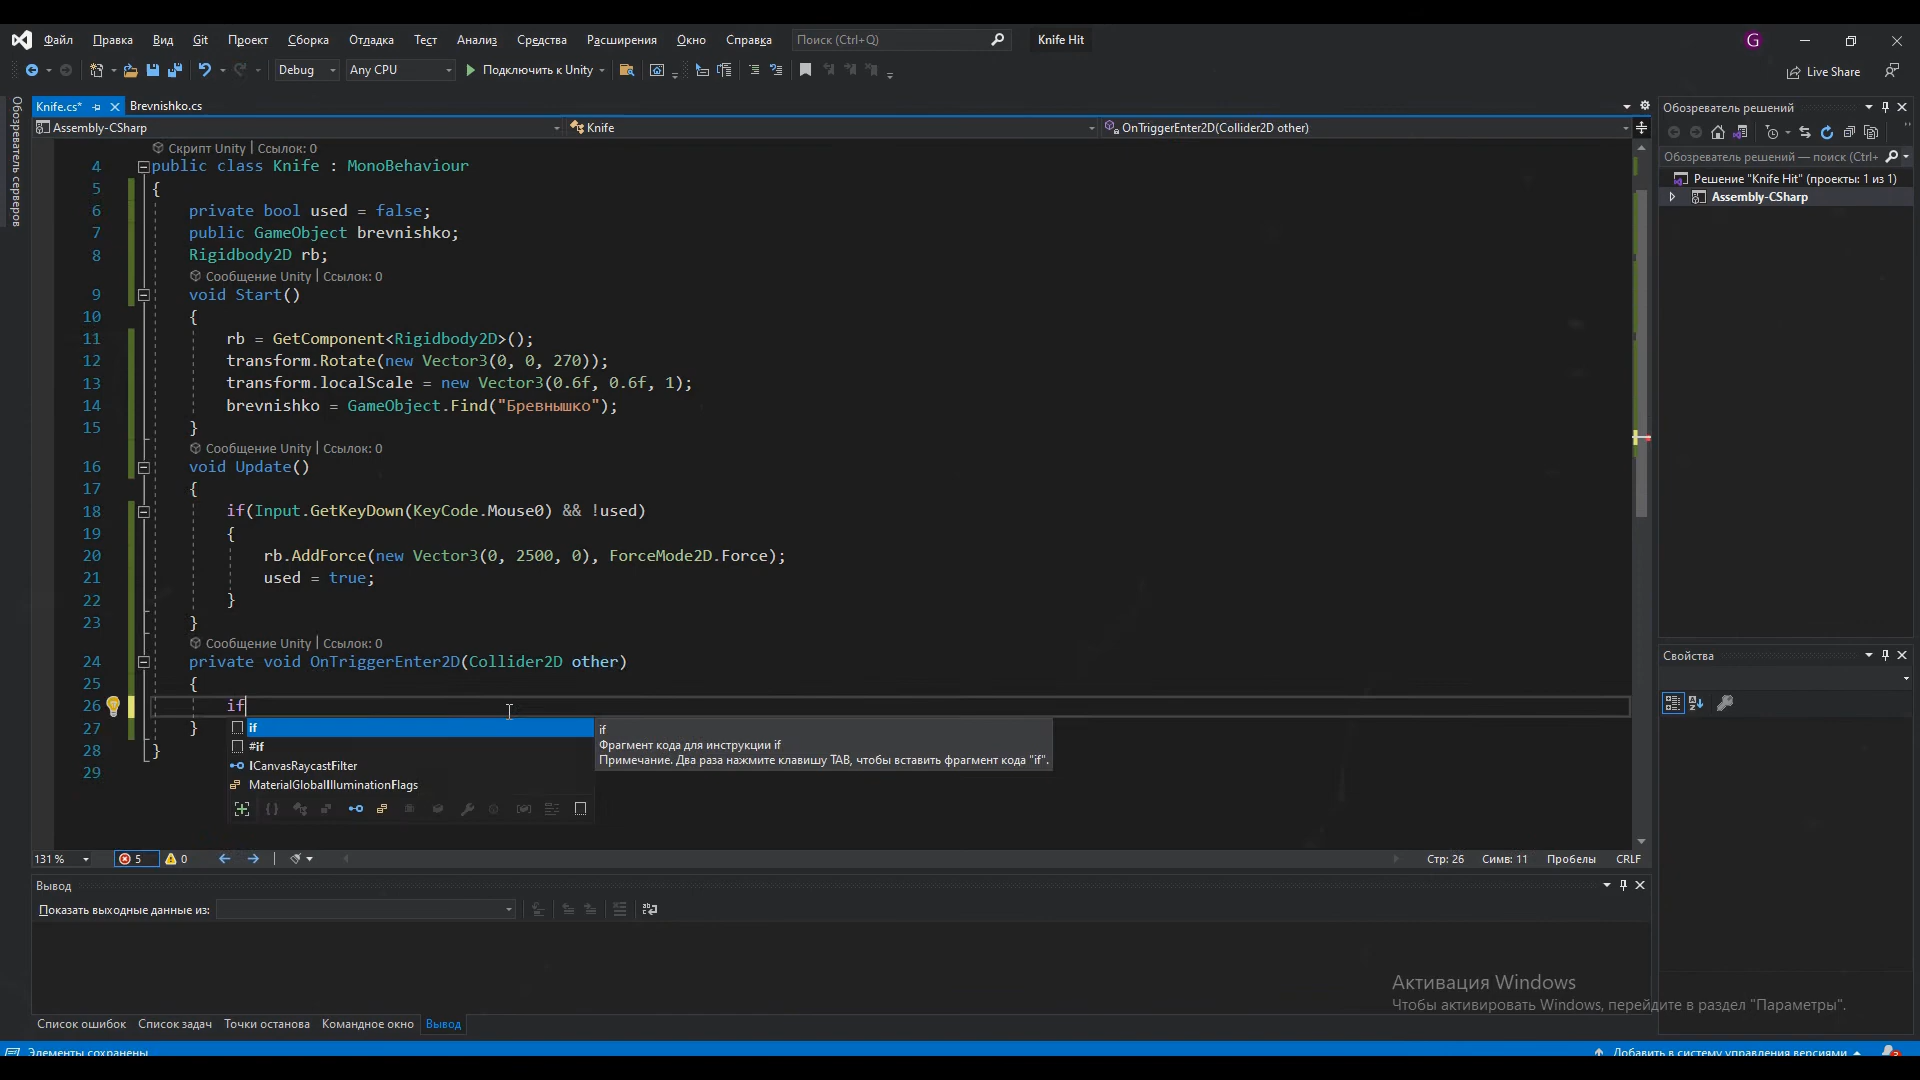 Файл Правка Вид Git Проект Сборка Отладка Тест Анализ Средства Расширения Окно Справка Поиск (Ctrl+Q) Knife Hit G
Debug Any CPU Подключить к Unity Live Share
Обозреватель серверов
Knife.cs* Brevnishko.cs
Assembly-CSharp Knife OnTriggerEnter2D(Collider2D other)
Скрипт Unity | Ссылок: 0
4 public class Knife : MonoBehaviour
5 {
6 private bool used = false;
7 public GameObject brevnishko;
8 Rigidbody2D rb;
Сообщение Unity | Ссылок: 0
9 void Start()
10 {
11 rb = GetComponent<Rigidbody2D>();
12 transform.Rotate(new Vector3(0, 0, 270));
13 transform.localScale = new Vector3(0.6f, 0.6f, 1);
14 brevnishko = GameObject.Find("Бревнышко");
15 }
Сообщение Unity | Ссылок: 0
16 void Update()
17 {
18 if(Input.GetKeyDown(KeyCode.Mouse0) && !used)
19 {
20 rb.AddForce(new Vector3(0, 2500, 0), ForceMode2D.Force);
21 used = true;
22 }
23 }
Сообщение Unity | Ссылок: 0
24 private void OnTriggerEnter2D(Collider2D other)
25 {
26 if
27 }
28 }
29
if
#if
ICanvasRaycastFilter
MaterialGlobalIlluminationFlags
if
Фрагмент кода для инструкции if
Примечание. Два раза нажмите клавишу TAB, чтобы вставить фрагмент кода "if".
131 % 5 0 Стр: 26 Симв: 11 Пробелы CRLF
Вывод
Показать выходные данные из:
Список ошибок Список задач Точки останова Командное окно Вывод
Элементы сохранены
Добавить в систему управления версиями
Обозреватель решений
Обозреватель решений — поиск (Ctrl+
Решение "Knife Hit" (проекты: 1 из 1)
Assembly-CSharp
Свойства
Активация Windows
Чтобы активировать Windows, перейдите в раздел "Параметры".